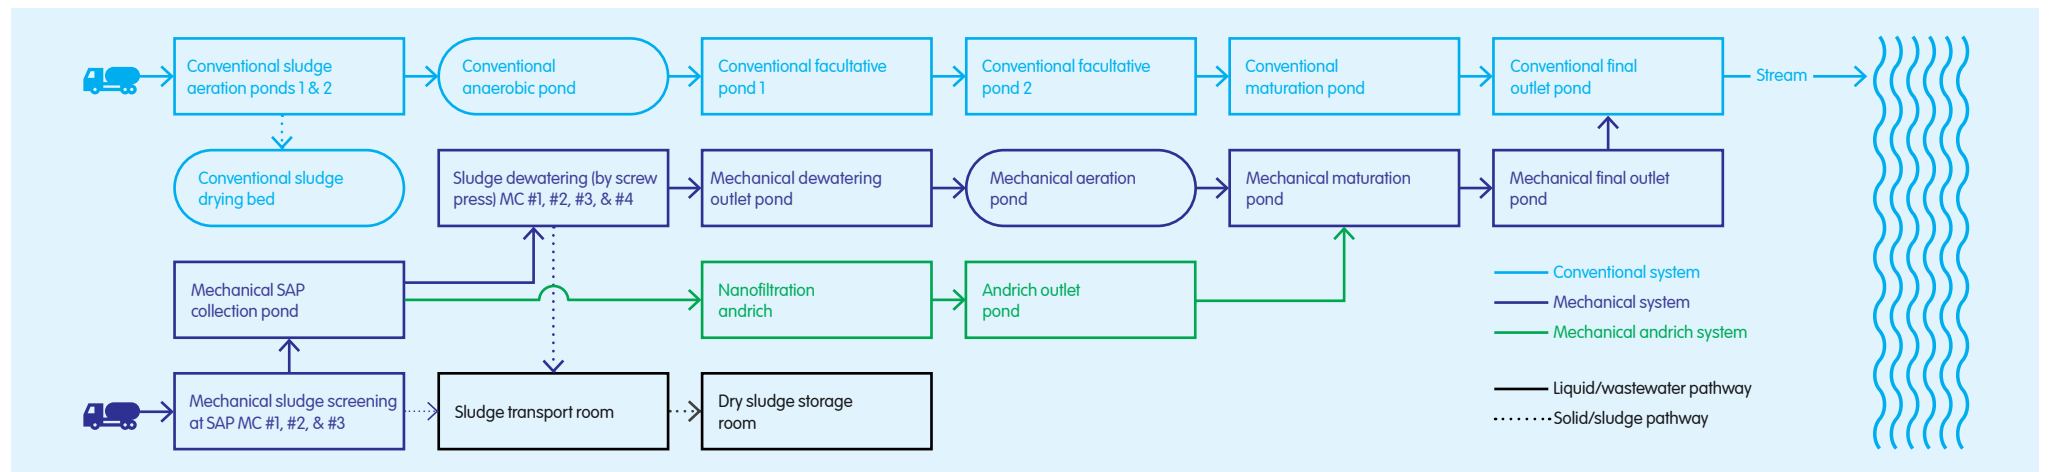 Conventional sludge
aeration ponds 1 & 2
Conventional
anaerobic pond
Conventional facultative
pond 1
Conventional facultative
pond 2
Conventional
maturation pond
Conventional final
outlet pond
Stream
Conventional sludge
drying bed
Sludge dewatering (by screw
press) MC #1, #2, #3, & #4
Mechanical dewatering
outlet pond
Mechanical aeration
pond
Mechanical maturation
pond
Mechanical final outlet
pond
Mechanical SAP
collection pond
Nanofiltration
andrich
Andrich outlet
pond
Mechanical sludge screening
at SAP MC #1, #2, & #3
Sludge transport room
Dry sludge storage
room
Conventional system
Mechanical system
Mechanical andrich system
Liquid/wastewater pathway
Solid/sludge pathway